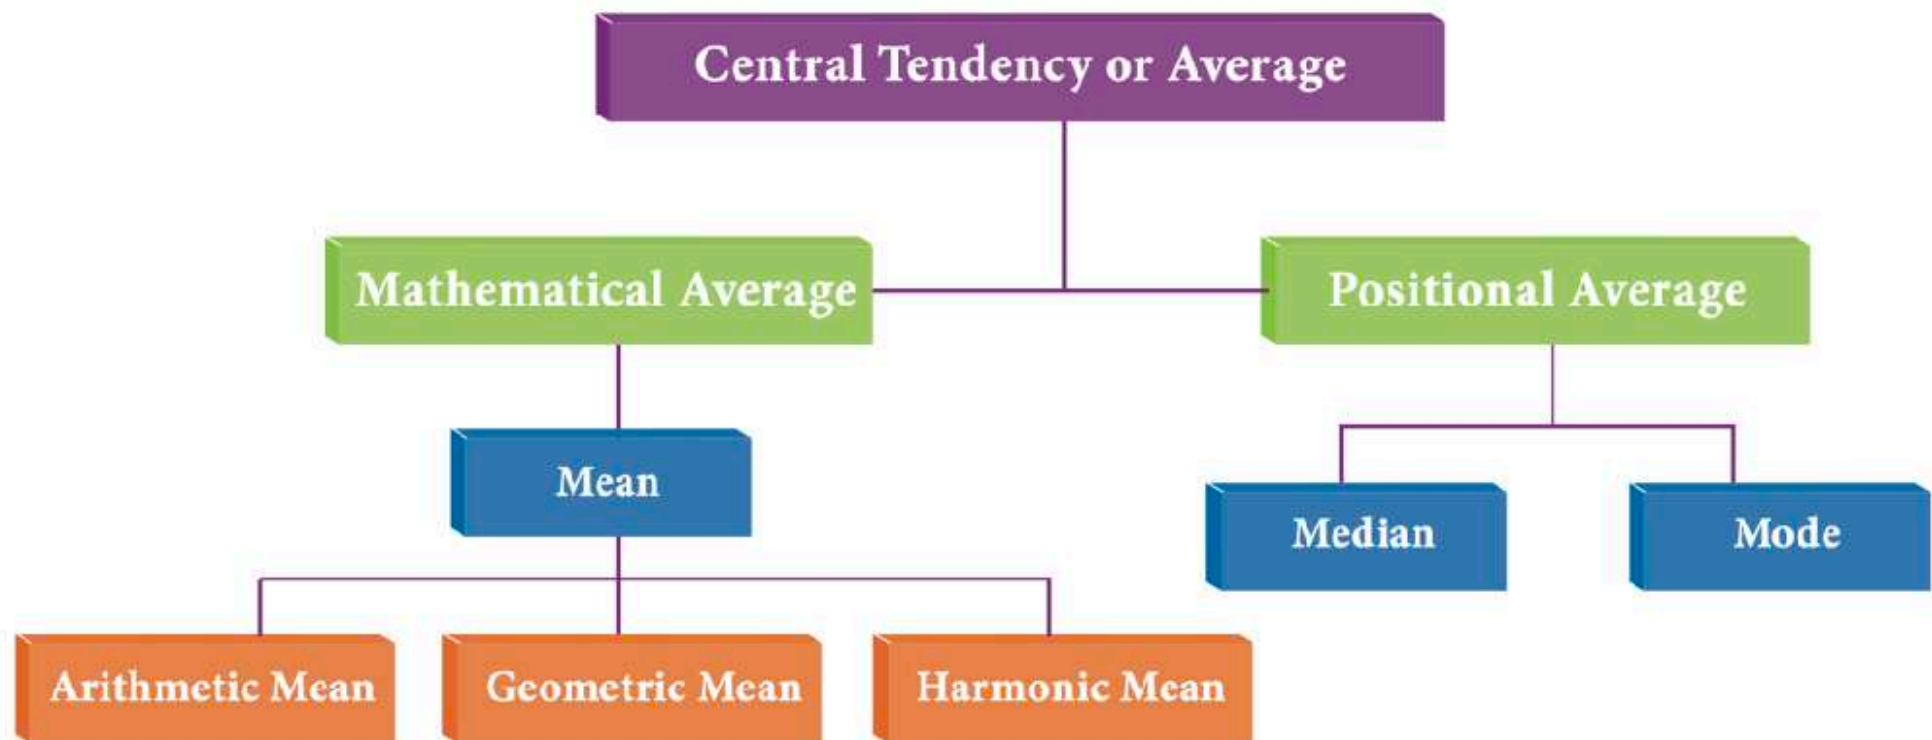 Central Tendency or Average
Mathematical Average
Positional Average
Mean
Median
Mode
Arithmetic Mean
Geometric Mean
Harmonic Mean